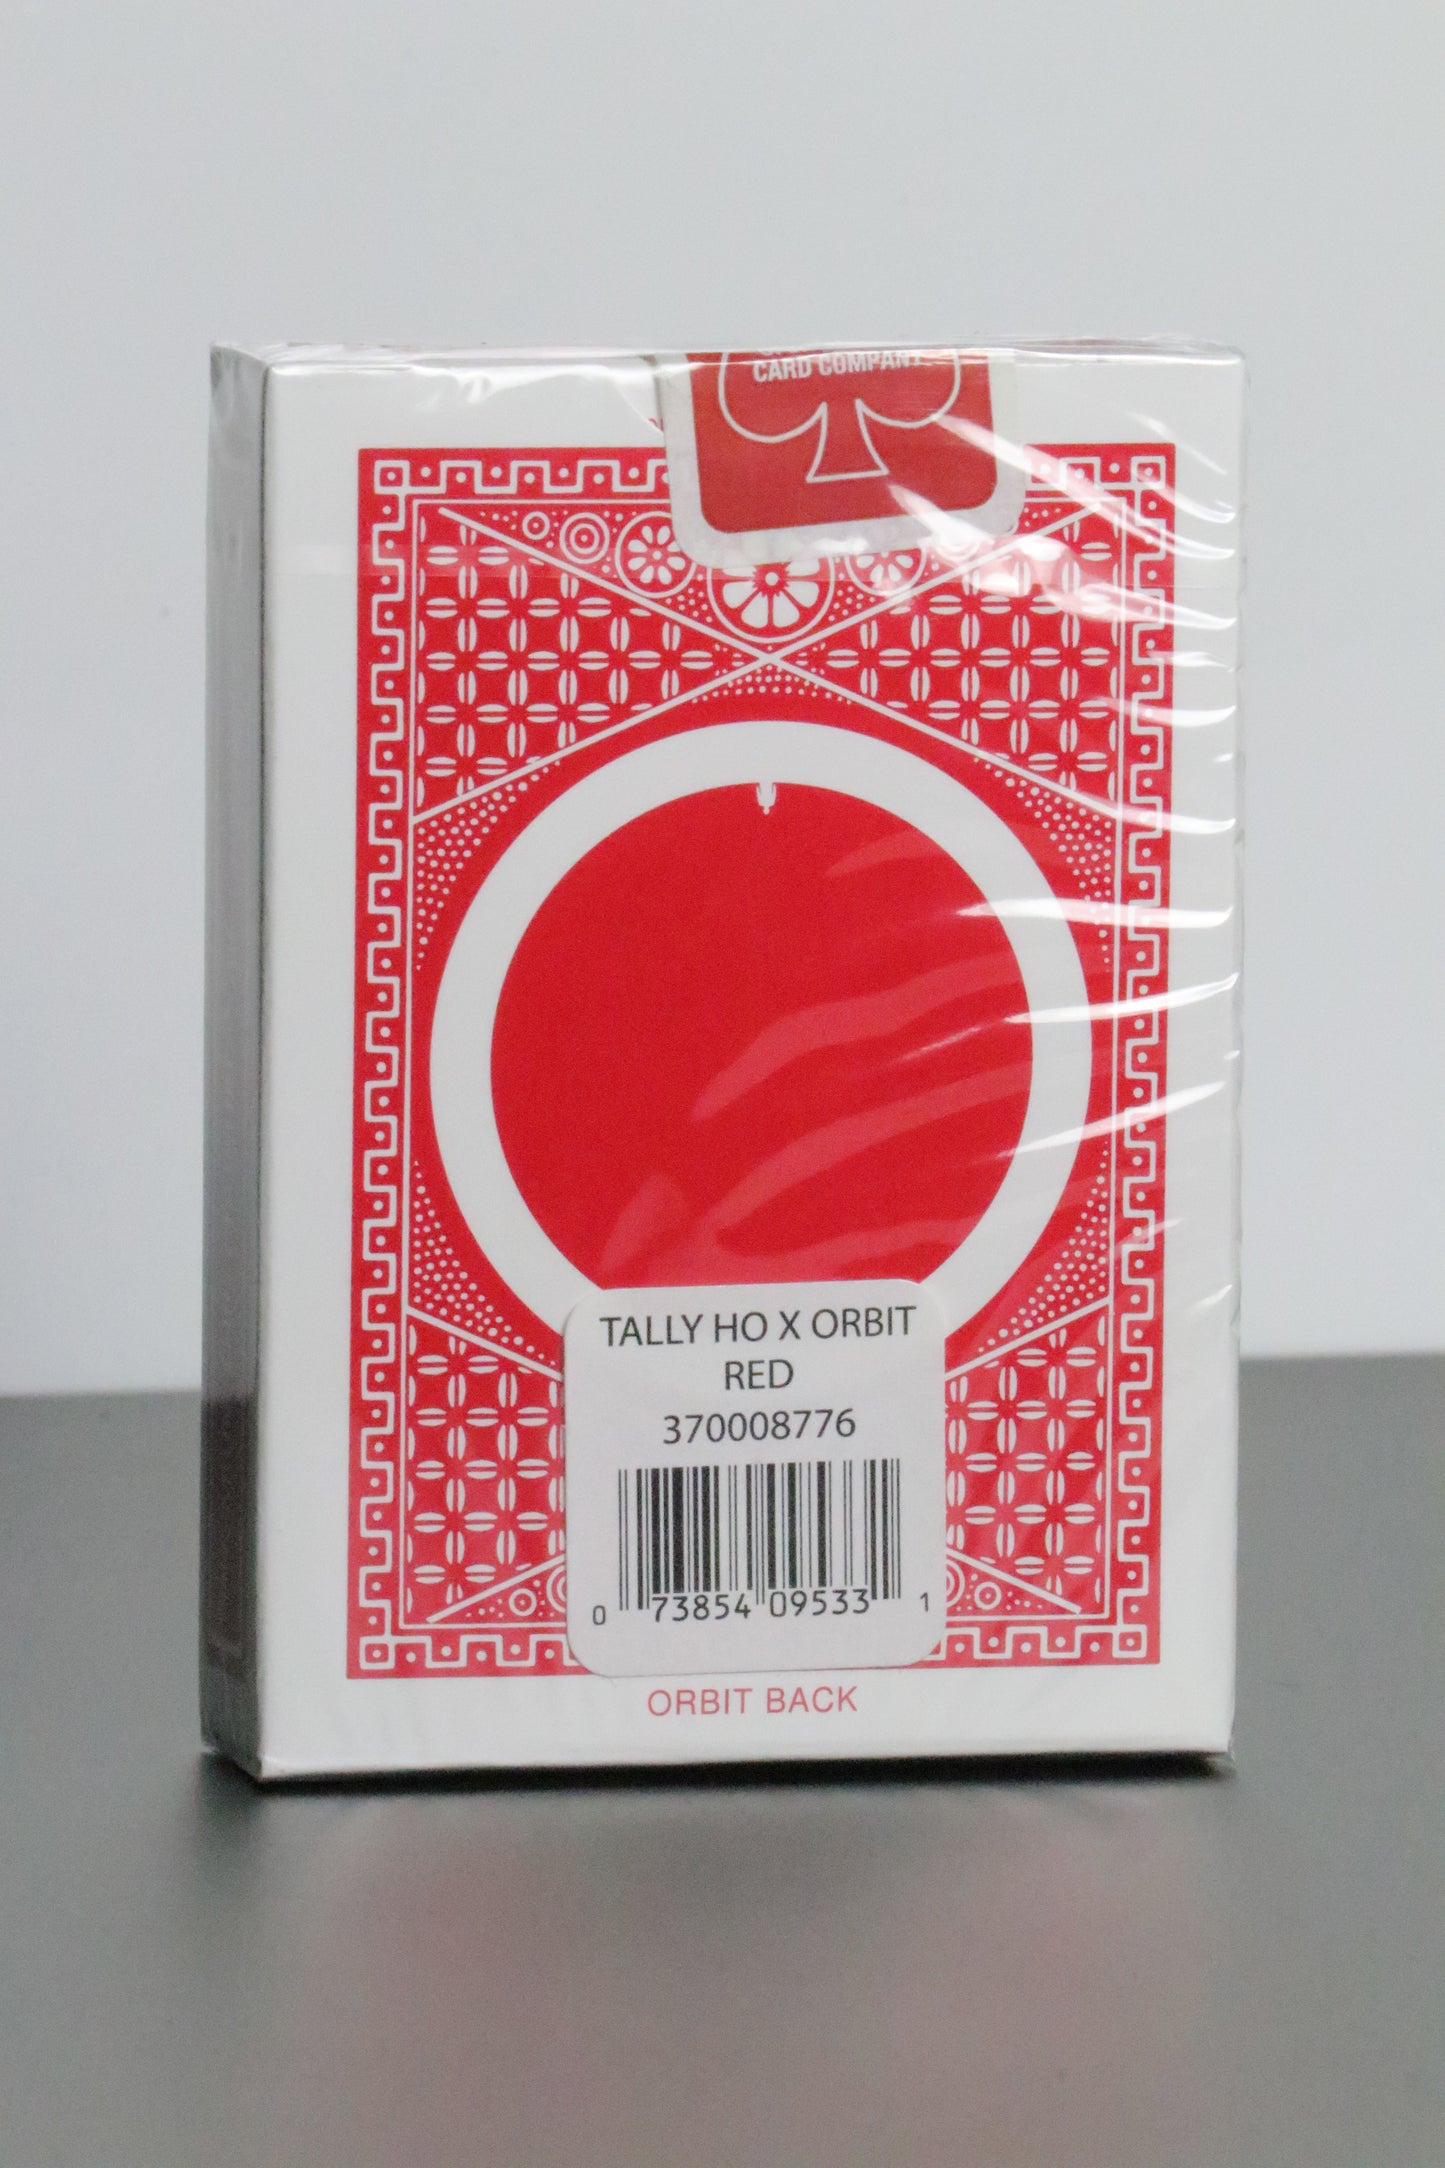 CARD COMPANY
TALLY HO X ORBIT
RED
370008776
0 73854 09533 1
ORBIT BACK